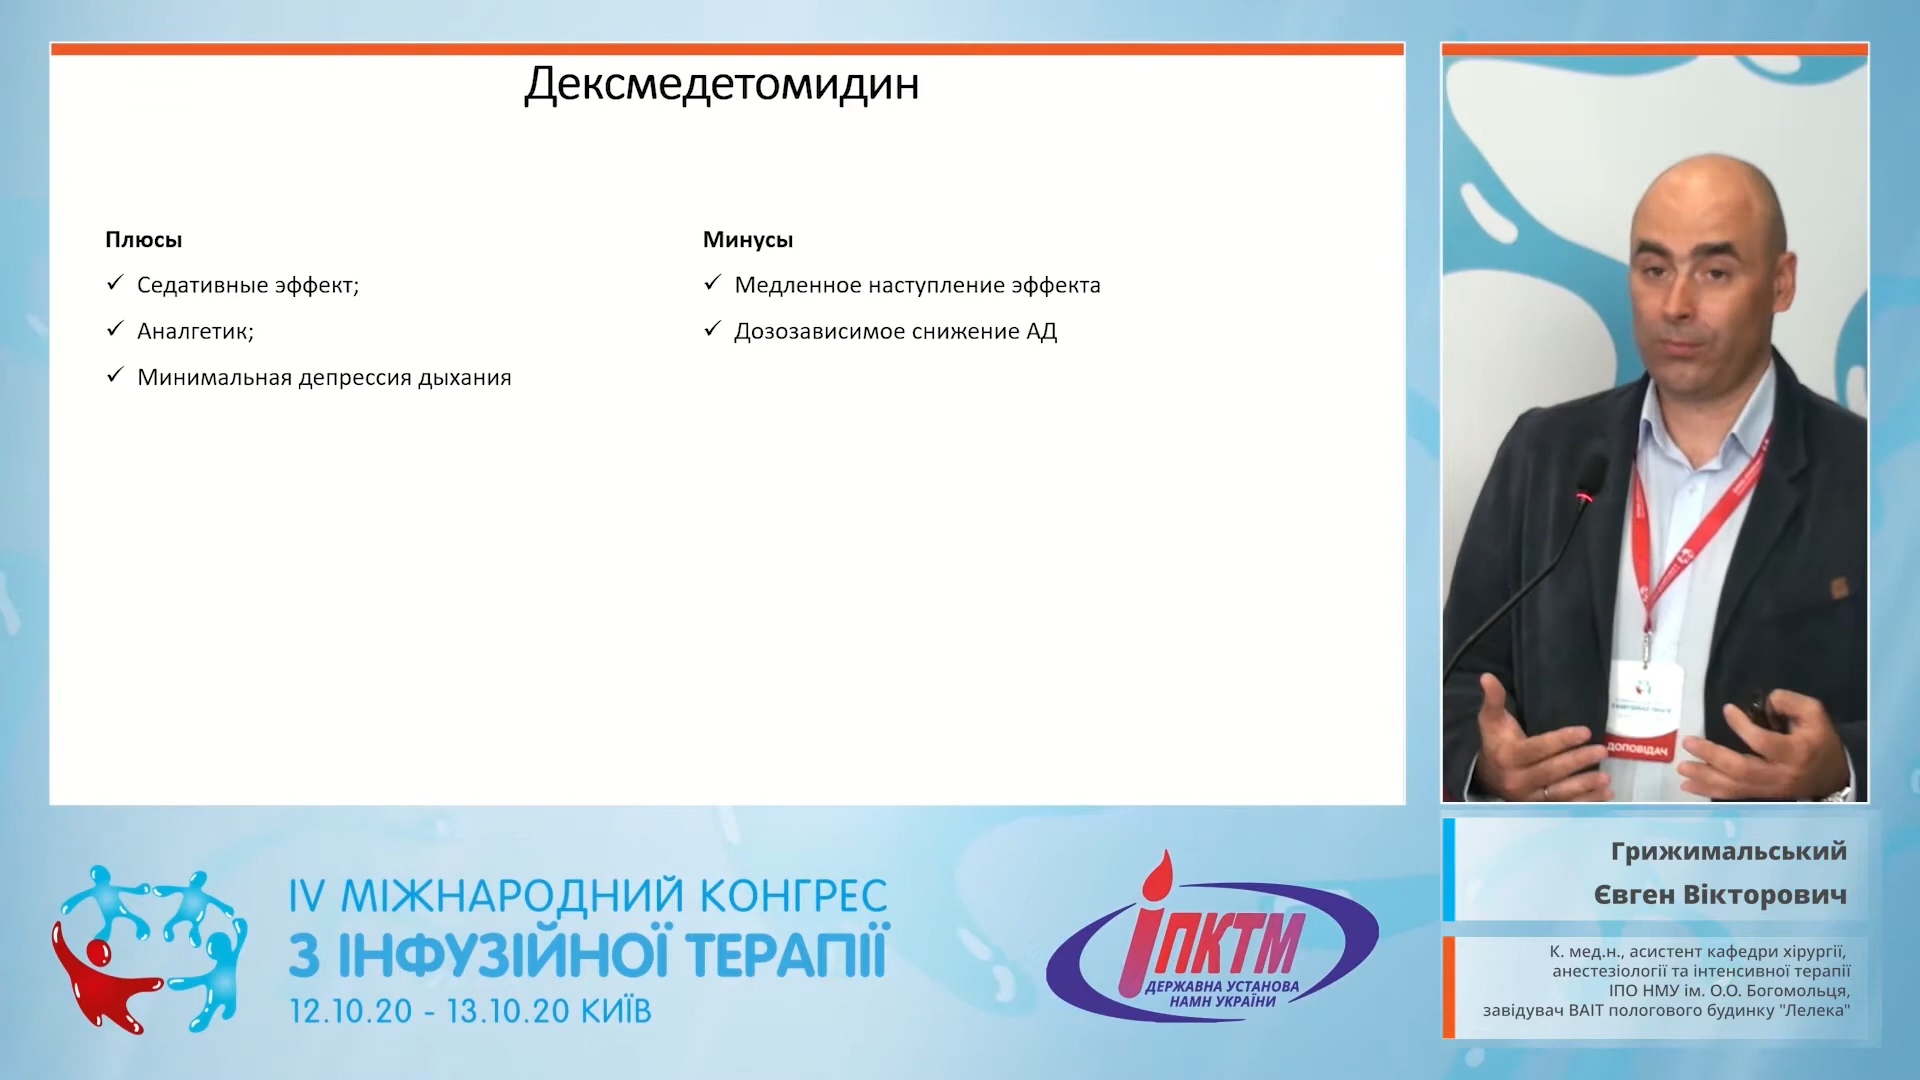 Дексмедетомидин
Плюсы
Седативные эффект;
Аналгетик;
Минимальная депрессия дыхания
Минусы
Медленное наступление эффекта
Дозозависимое снижение АД
ДОПОВІДАЧ
IV МІЖНАРОДНИЙ КОНГРЕС
З ІНФУЗІЙНОЇ ТЕРАПІЇ
12.10.20 - 13.10.20 КИЇВ
ІПКТМ
ДЕРЖАВНА УСТАНОВА
НАМН УКРАЇНИ
Грижимальський
Євген Вікторович
К. мед.н., асистент кафедри хірургії,
анестезіології та інтенсивної терапії
ІПО НМУ ім. О.О. Богомольця,
завідувач ВАІТ пологового будинку "Лелека"